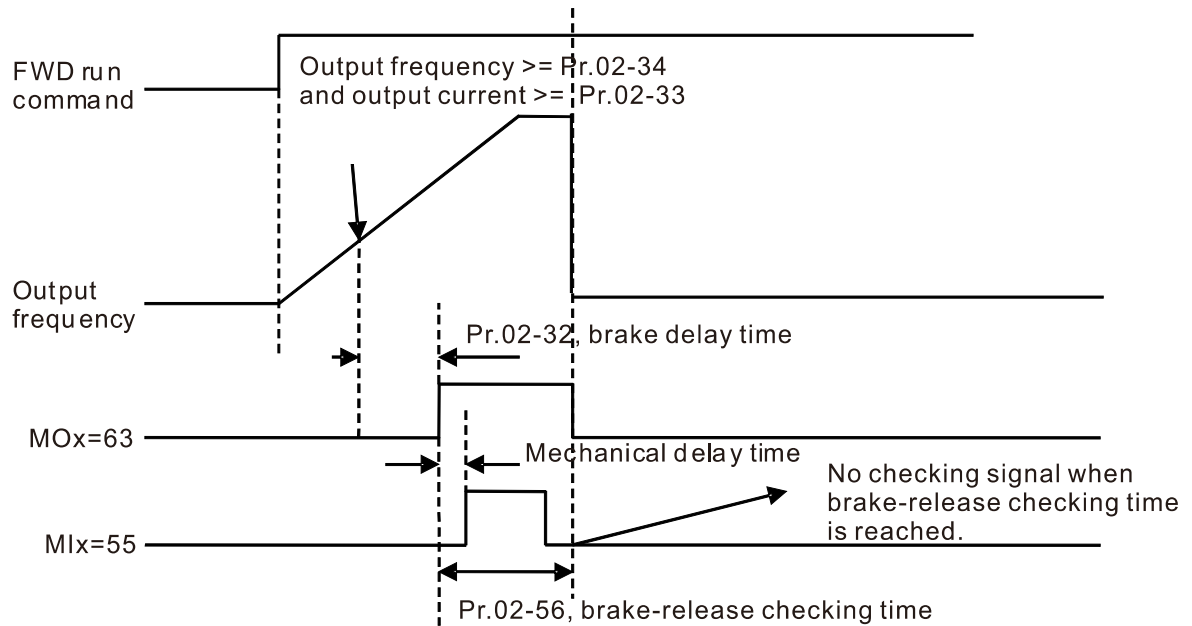 FWD run
command
Output frequency >= Pr.02-34
and output current >= Pr.02-33
Output
frequency
Pr.02-32, brake delay time
MOx=63
Mechanical delay time
No checking signal when
brake-release checking time
is reached.
MIx=55
Pr.02-56, brake-release checking time